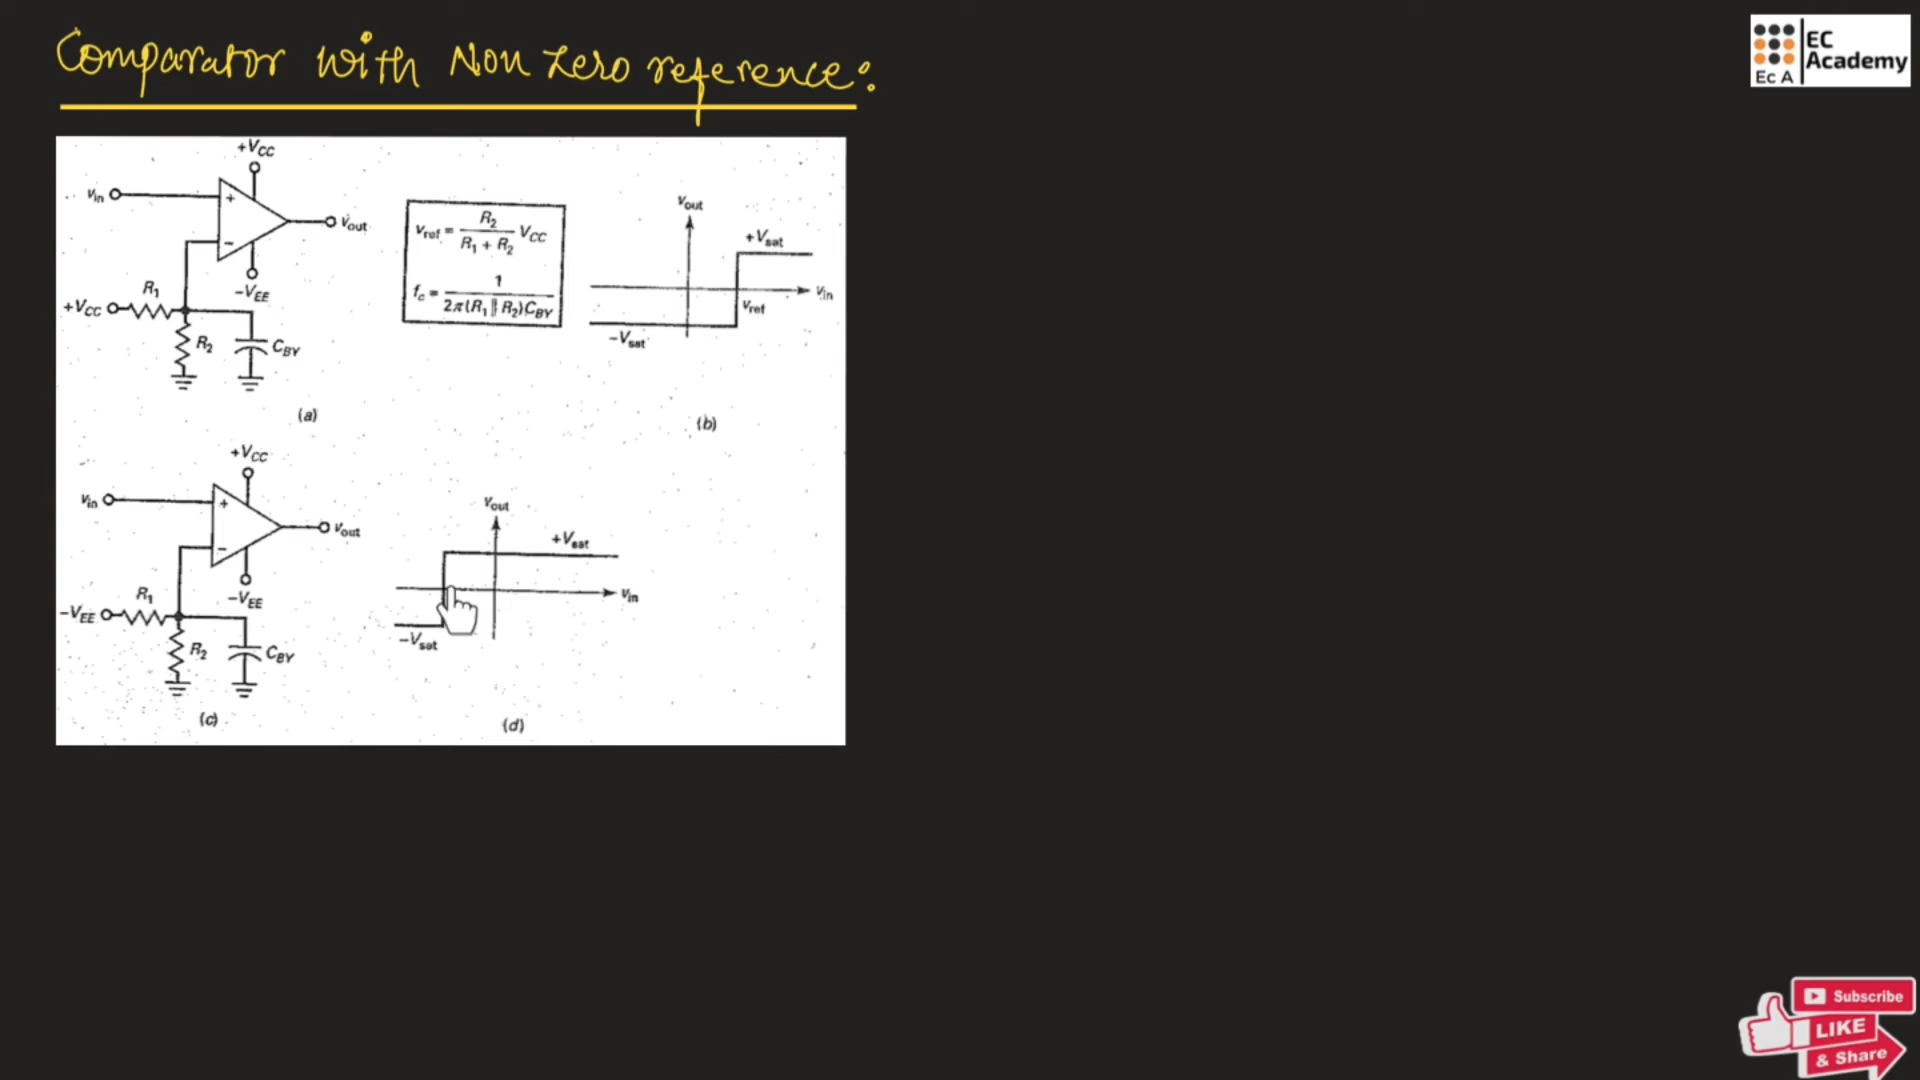 Comparator with Non Zero reference:
EC
Academy
Ec A
+VCC
vin
+
vout
−
−VEE
R1
+VCC
R2
CBY
(a)
vref = R2 / (R1 + R2) VCC
fc = 1 / (2π(R1 ∥ R2)CBY)
vout
+Vsat
vin
vref
−Vsat
(b)
+VCC
vin
+
vout
−
−VEE
R1
−VEE
R2
CBY
(c)
vout
+Vsat
vin
−Vsat
(d)
Subscribe
LIKE
& Share